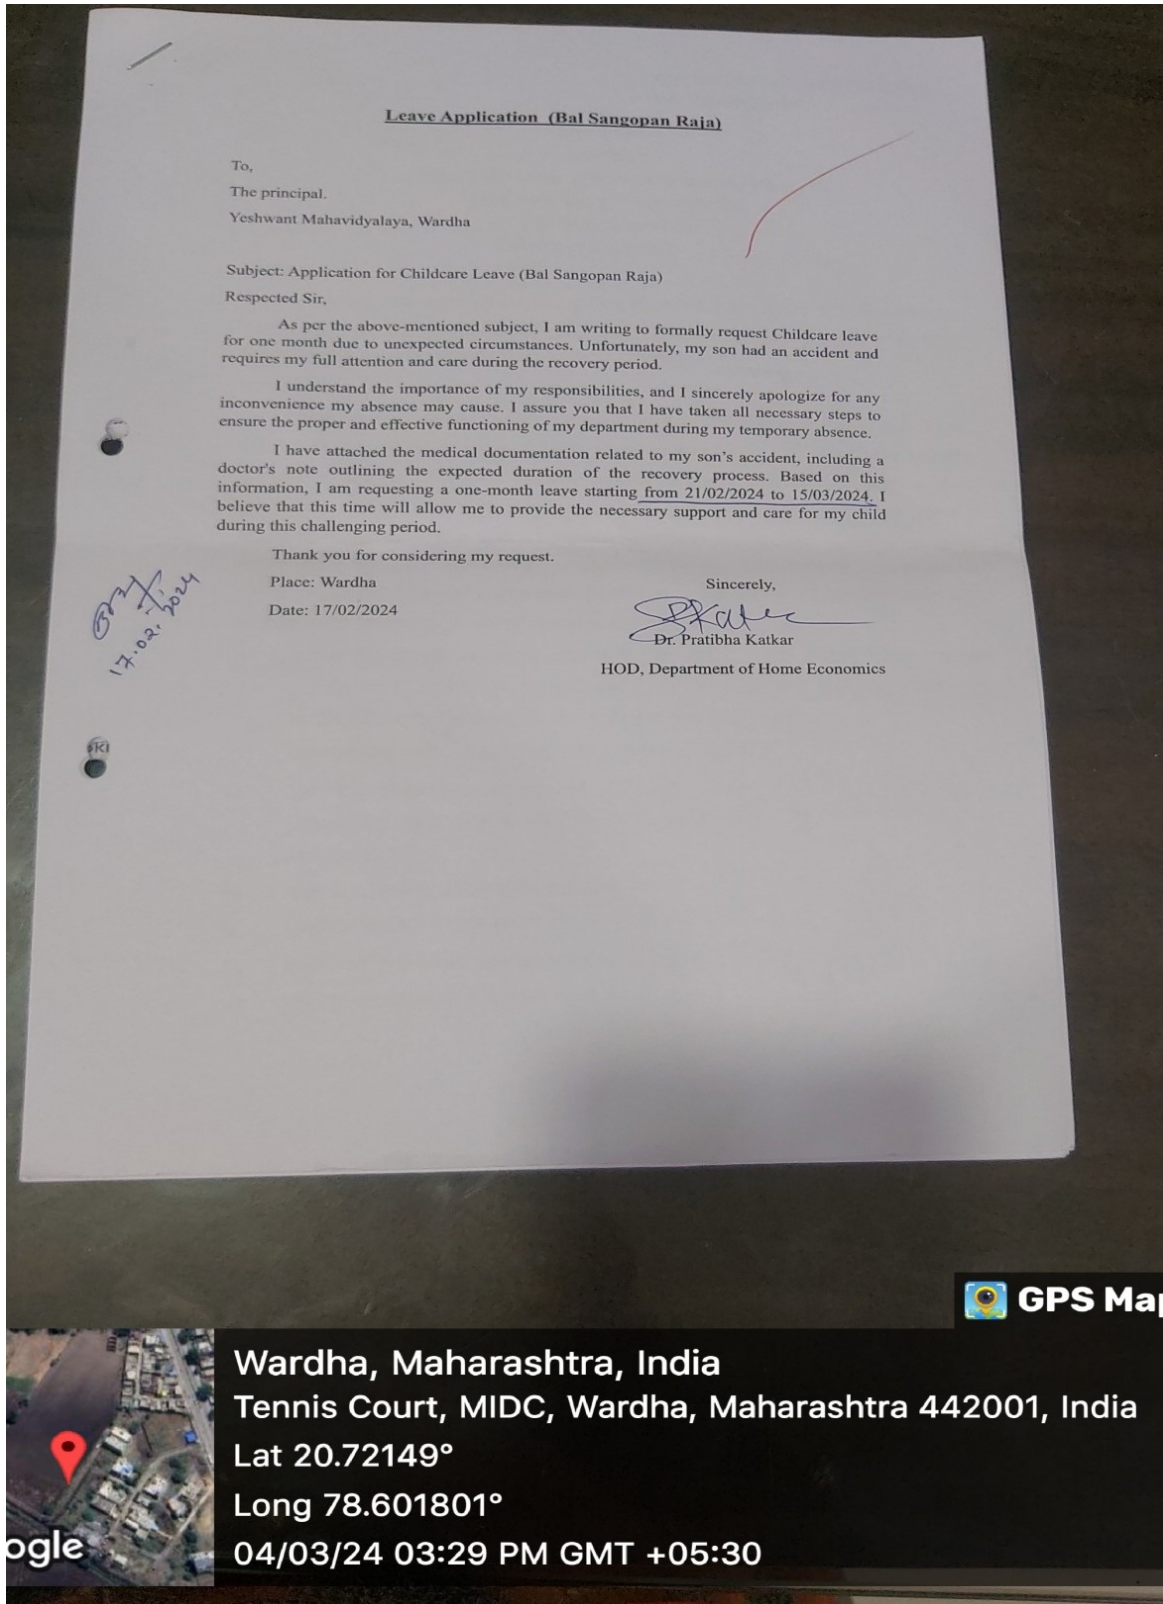 Leave Application (Bal Sangopan Raja)
To,
The principal.
Yeshwant Mahavidyalaya, Wardha
Subject: Application for Childcare Leave (Bal Sangopan Raja)
Respected Sir,
As per the above-mentioned subject, I am writing to formally request Childcare leave
for one month due to unexpected circumstances. Unfortunately, my son had an accident and
requires my full attention and care during the recovery period.
I understand the importance of my responsibilities, and I sincerely apologize for any
inconvenience my absence may cause. I assure you that I have taken all necessary steps to
ensure the proper and effective functioning of my department during my temporary absence.
I have attached the medical documentation related to my son's accident, including a
doctor's note outlining the expected duration of the recovery process. Based on this
information, I am requesting a one-month leave starting from 21/02/2024 to 15/03/2024. I
believe that this time will allow me to provide the necessary support and care for my child
during this challenging period.
Thank you for considering my request.
Place: Wardha
Sincerely,
Date: 17/02/2024
Dr. Pratibha Katkar
HOD, Department of Home Economics
17.02.2024
GPS Map
Wardha, Maharashtra, India
Tennis Court, MIDC, Wardha, Maharashtra 442001, India
Lat 20.72149°
Long 78.601801°
04/03/24 03:29 PM GMT +05:30
ogle